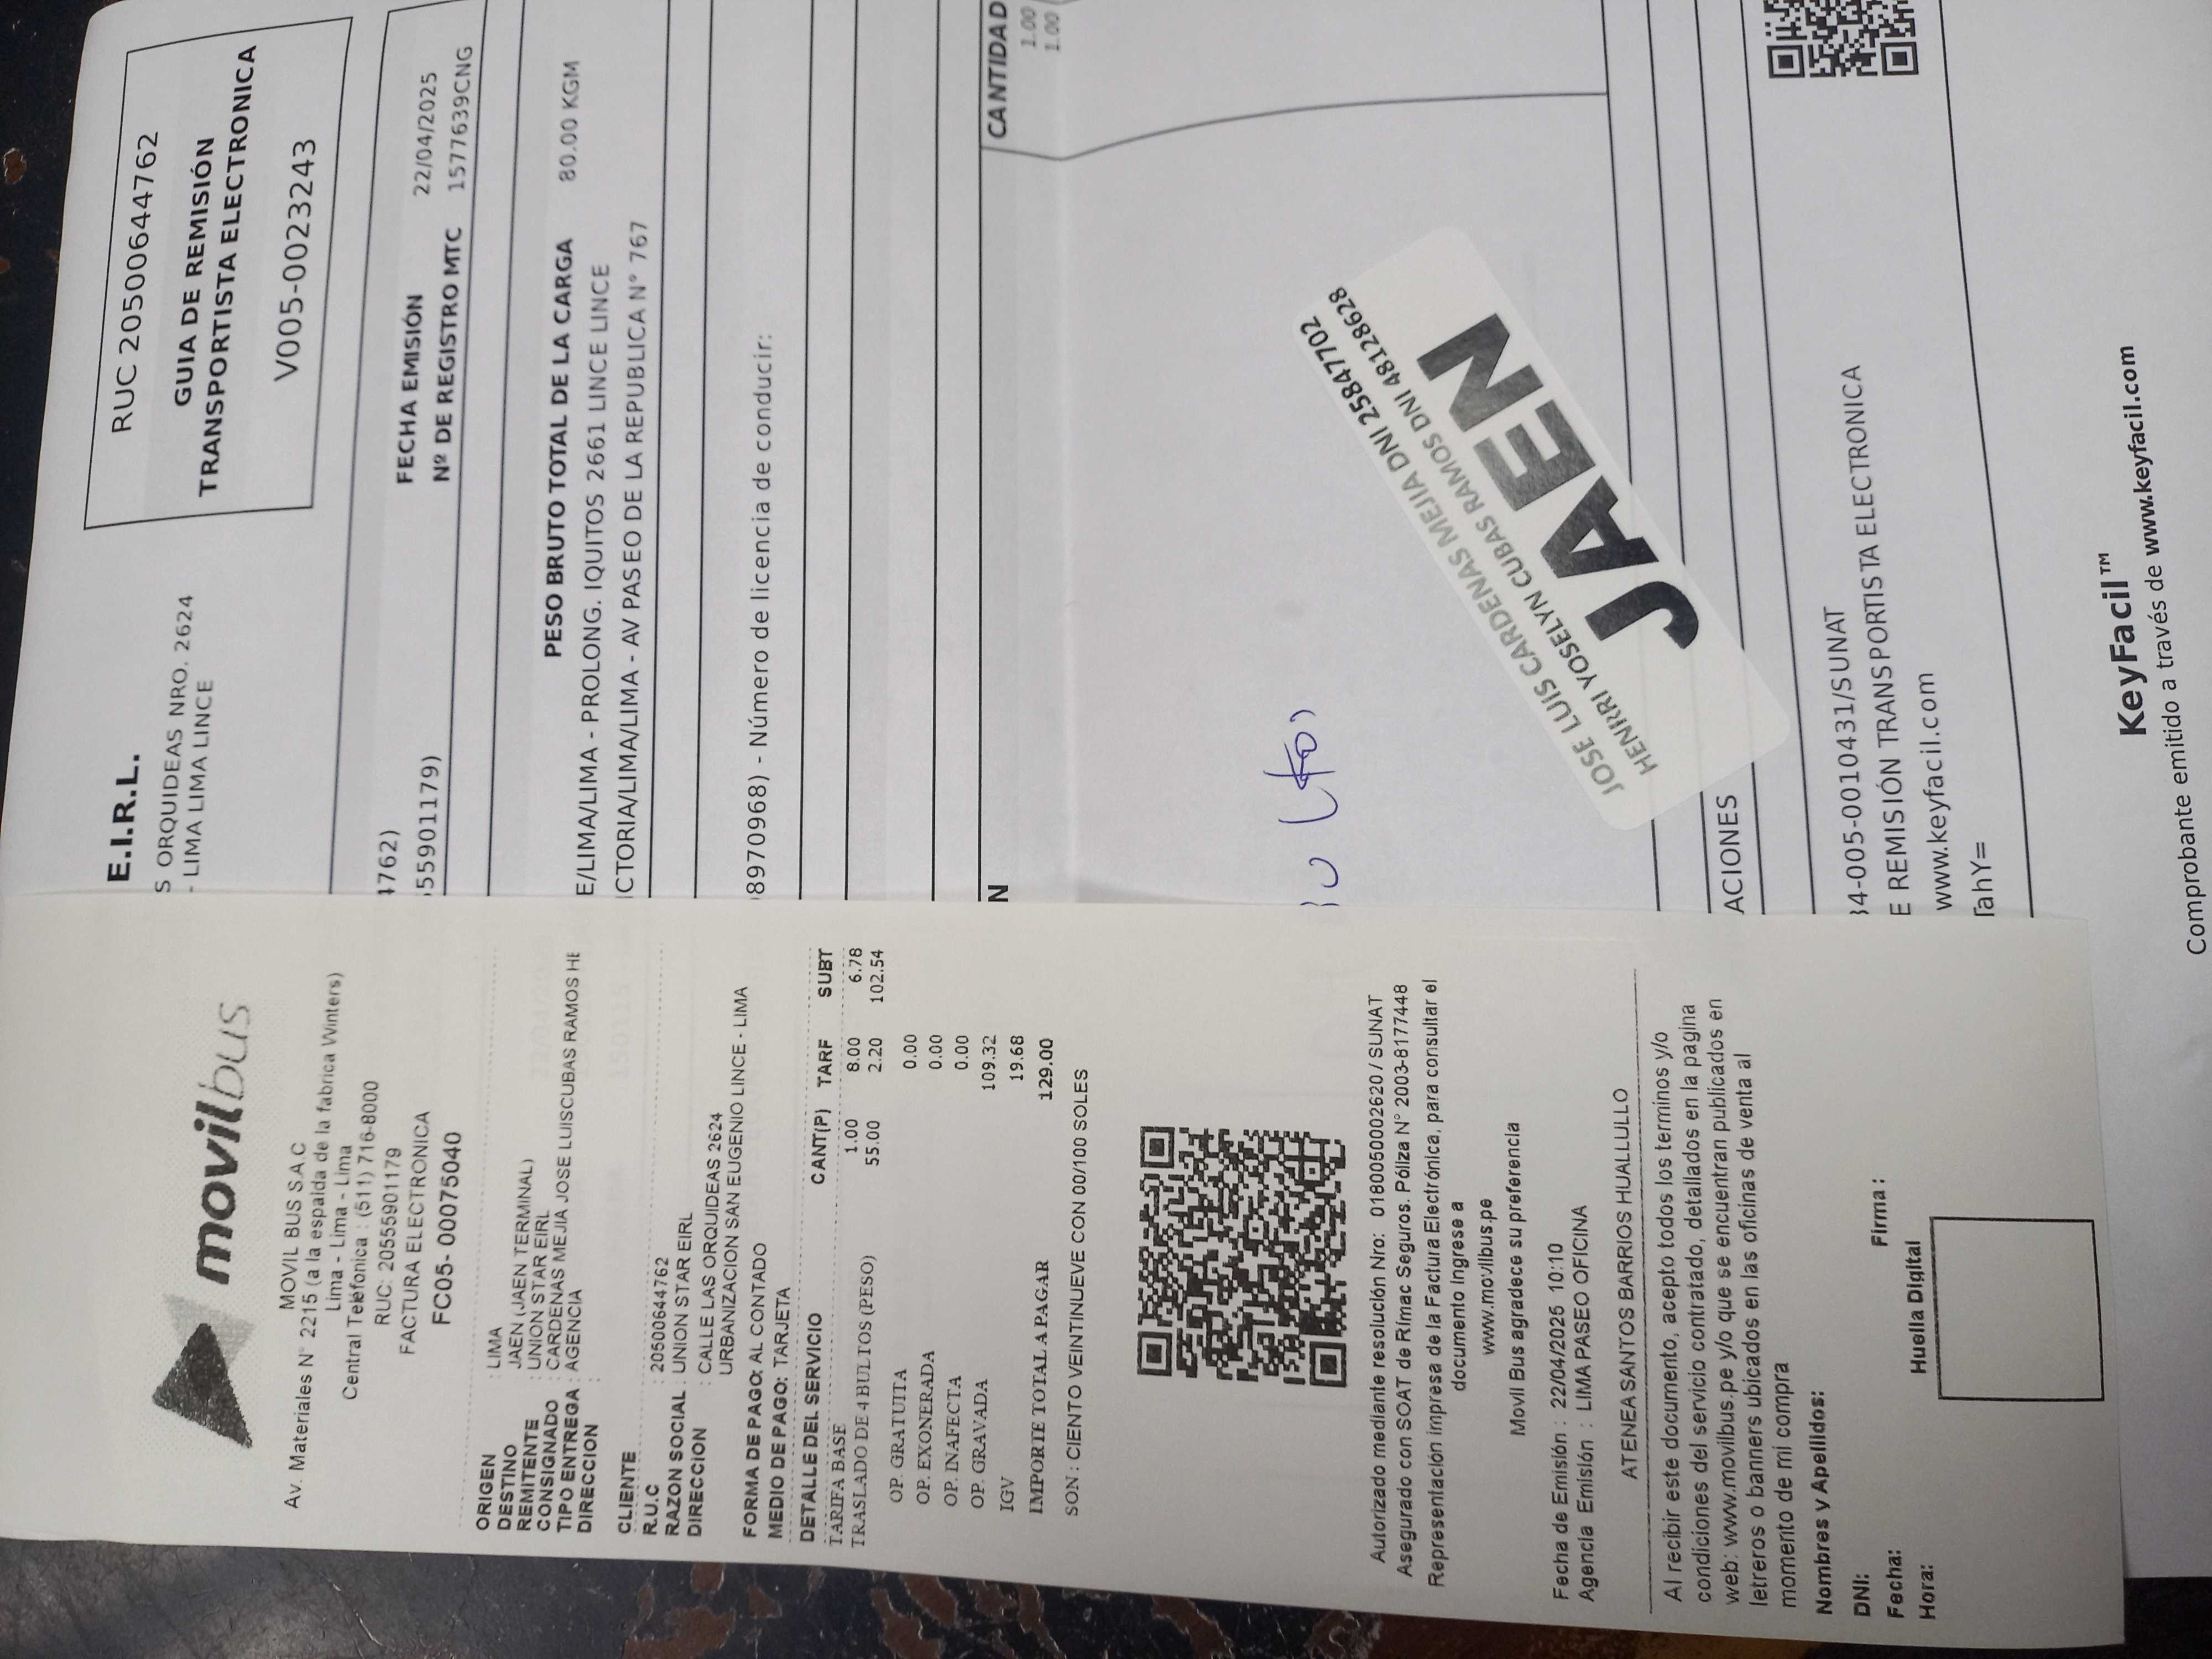 movilbus
MOVIL BUS S.A.C
Av. Materiales N° 2215 (a la espalda de la fabrica Winters)
Lima - Lima - Lima
Central Teléfonica : (511) 716-8000
RUC: 20555901179
FACTURA ELECTRONICA
FC05- 00075040
ORIGEN : LIMA
DESTINO JAEN (JAEN TERMINAL)
REMITENTE : UNION STAR EIRL
CONSIGNADO : CARDENAS MEJIA JOSE LUISCUBAS RAMOS HE
TIPO ENTREGA : AGENCIA
DIRECCION :
CLIENTE
R.U.C : 20500644762
RAZON SOCIAL : UNION STAR EIRL
DIRECCION : CALLE LAS ORQUIDEAS 2624
URBANIZACION SAN EUGENIO LINCE - LIMA
FORMA DE PAGO: AL CONTADO
MEDIO DE PAGO: TARJETA
DETALLE DEL SERVICIO CANT(P) TARF SUBT
TARIFA BASE 1.00 8.00 6.78
TRASLADO DE 4 BULTOS (PESO) 55.00 2.20 102.54
OP. GRATUITA 0.00
OP. EXONERADA 0.00
OP. INAFECTA 0.00
OP. GRAVADA 109.32
IGV 19.68
IMPORTE TOTAL A PAGAR 129.00
SON : CIENTO VEINTINUEVE CON 00/100 SOLES
Autorizado mediante resolución Nro: 0180050002620 / SUNAT
Asegurado con SOAT de Rimac Seguros. Póliza N° 2003-8177448
Representación impresa de la Factura Electrónica, para consultar el
documento ingrese a
www.movilbus.pe
Movil Bus agradece su preferencia
Fecha de Emisión : 22/04/2025 10:10
Agencia Emisión : LIMA PASEO OFICINA
ATENEA SANTOS BARRIOS HUALLULLO
Al recibir este documento, acepto todos los terminos y/o
condiciones del servicio contratado, detallados en la pagina
web: www.movilbus.pe y/o que se encuentran publicados en
letreros o banners ubicados en las oficinas de venta al
momento de mi compra
Nombres y Apellidos:
DNI:
Fecha: Firma :
Hora: Huella Digital
RUC 20500644762
GUIA DE REMISIÓN
TRANSPORTISTA ELECTRONICA
V005-0023243
E.I.R.L.
S ORQUIDEAS NRO. 2624
- LIMA LIMA LINCE
4762) FECHA EMISIÓN 22/04/2025
555901179) Nº DE REGISTRO MTC 1577639CNG
PESO BRUTO TOTAL DE LA CARGA 80.00 KGM
E/LIMA/LIMA - PROLONG. IQUITOS 2661 LINCE LINCE
CTORIA/LIMA/LIMA - AV PASEO DE LA REPUBLICA N° 767
8970968) - Número de licencia de conducir:
N CANTIDAD
1.00
1.00
JOSE LUIS CARDENAS MEJIA DNI 25847702
HENRRI YOSELYN CUBAS RAMOS DNI 48128628
JAEN
ACIONES
34-005-0010431/SUNAT
E REMISIÓN TRANSPORTISTA ELECTRONICA
www.keyfacil.com
TahY=
KeyFacil™
Comprobante emitido a través de www.keyfacil.com